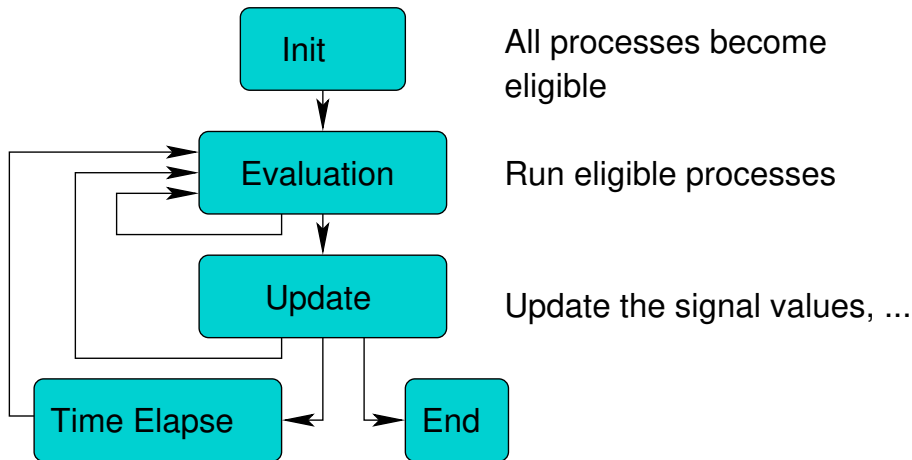 Init
All processes become
eligible
Evaluation
Run eligible processes
Update
Update the signal values, ...
Time Elapse
End